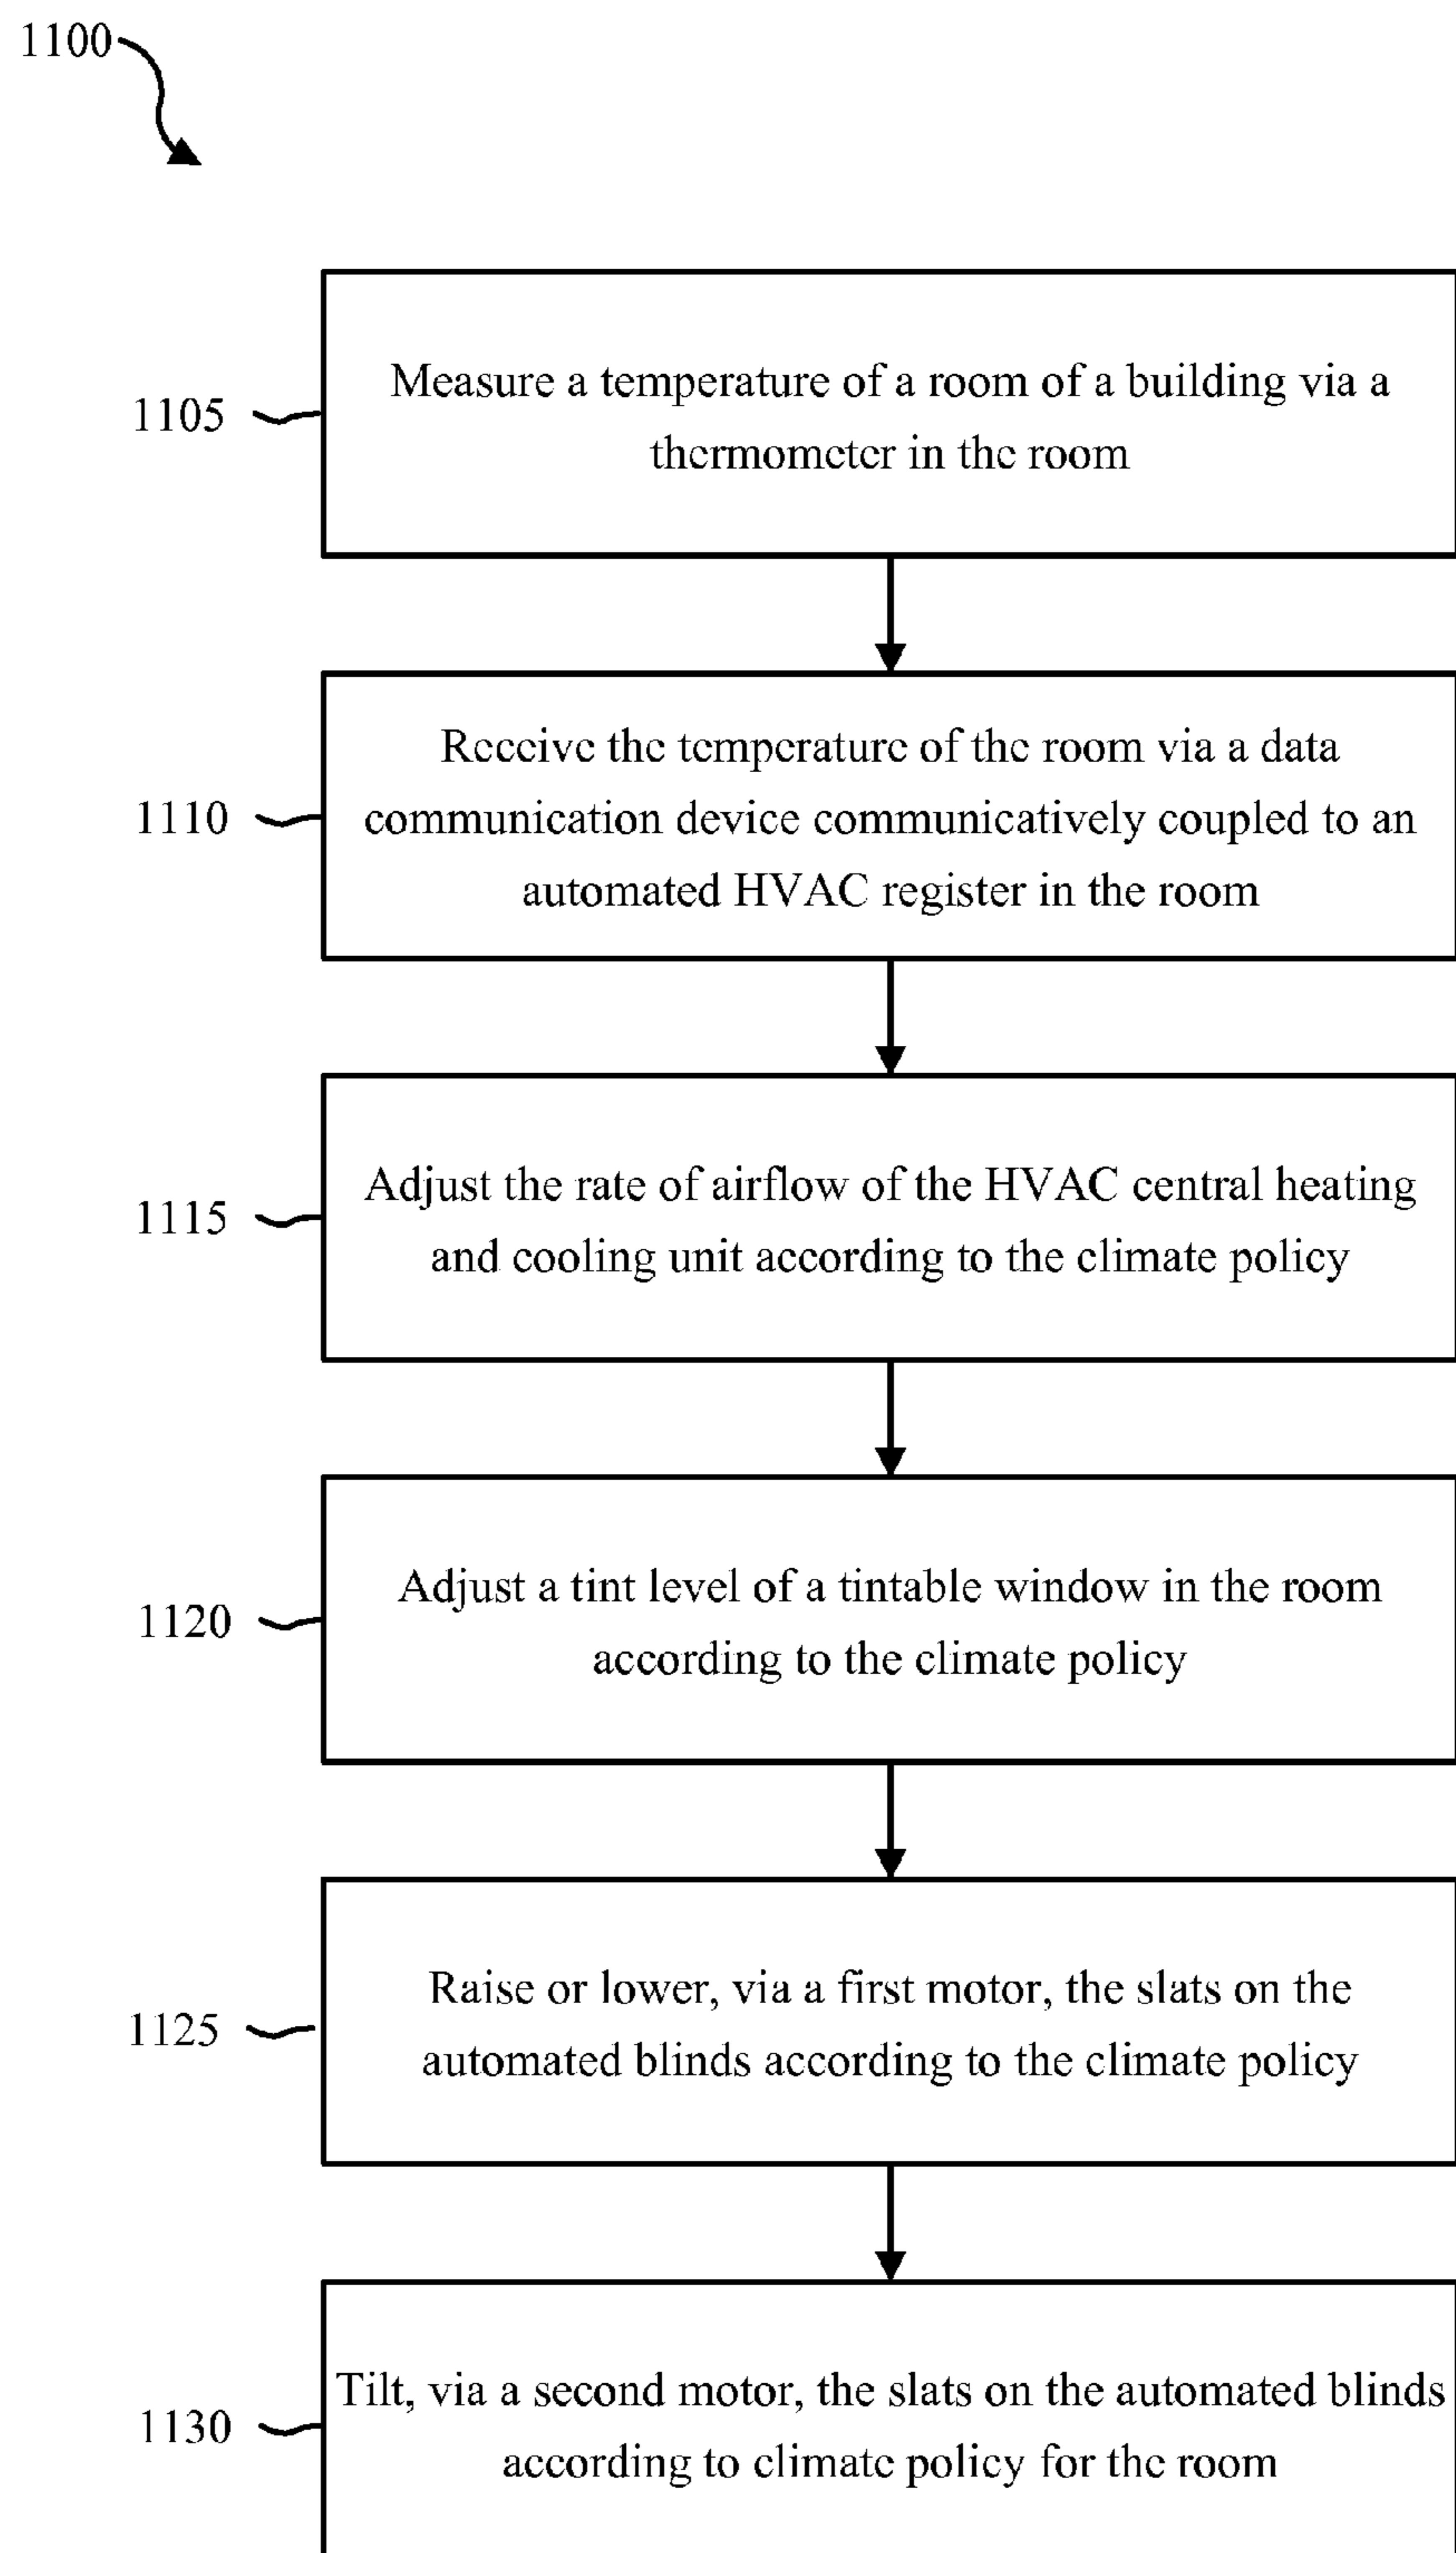 1100
Measure a temperature of a room of a building via a
1105
thermometer in the room
Receive the temperature of the room via a data
1110
communication device communicatively coupled to an
automated HVAC register in the room
Adjust the rate of airflow of the HVAC central heating
1115
and cooling unit according to the climate policy
Adjust a tint level of a tintable window in the room
1120
according to the climate policy
Raise or lower, via a first motor, the slats on the
1125
automated blinds according to the climate policy
Tilt, via a second motor, the slats on the automated blinds
1130
according to climate policy for the room